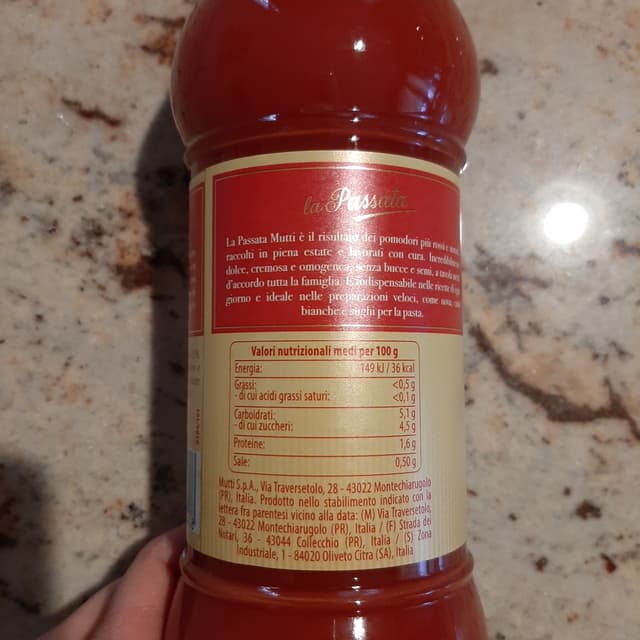 la Passata
La Passata Mutti è il risultato dei pomodori più rossi e
raccolti in piena estate e lavorati con cura.
dolce, cremosa e omogenea, senza bucce e semi, a tavola
d'accordo tutta la famiglia. È indispensabile nelle ricette di
giorno e ideale nelle preparazioni veloci, come
bianche e sughi per la pasta.
Valori nutrizionali medi per 100 g
Energia: 149 kJ / 36 kcal
Grassi: <0,5 g
- di cui acidi grassi saturi: <0,1 g
Carboidrati: 5,1 g
- di cui zuccheri: 4,5 g
Proteine: 1,6 g
Sale: 0,50 g
Mutti S.p.A., Via Traversetolo, 28 - 43022 Montechiarugolo
(PR), Italia. Prodotto nello stabilimento indicato con la
lettera fra parentesi vicino alla data: (M) Via Traversetolo,
28 - 43022 Montechiarugolo (PR), Italia / (F) Strada dei
Notari, 36 - 43044 Collecchio (PR), Italia / (S) Zona
Industriale, 1 - 84020 Oliveto Citra (SA), Italia